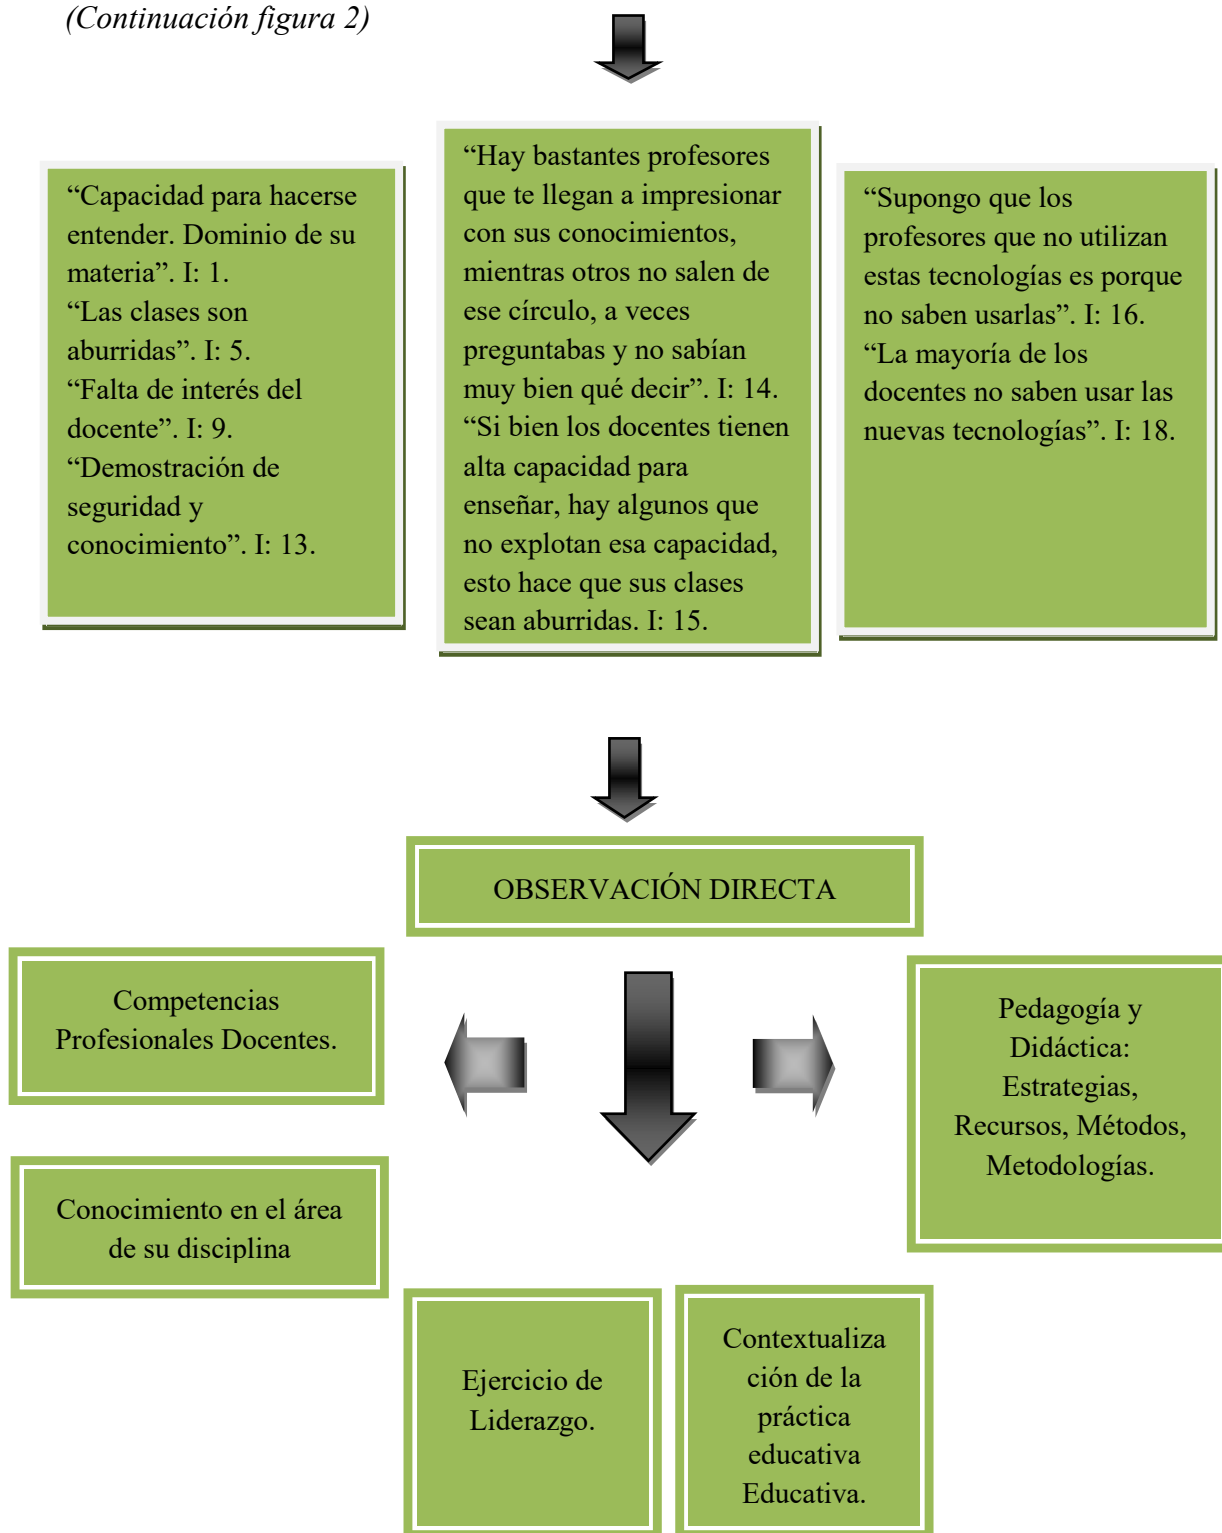 (Continuación figura 2)
“Capacidad para hacerse
entender. Dominio de su
materia”. I: 1.
“Las clases son
aburridas”. I: 5.
“Falta de interés del
docente”. I: 9.
“Demostración de
seguridad y
conocimiento”. I: 13.
“Hay bastantes profesores
que te llegan a impresionar
con sus conocimientos,
mientras otros no salen de
ese círculo, a veces
preguntabas y no sabían
muy bien qué decir”. I: 14.
“Si bien los docentes tienen
alta capacidad para
enseñar, hay algunos que
no explotan esa capacidad,
esto hace que sus clases
sean aburridas. I: 15.
“Supongo que los
profesores que no utilizan
estas tecnologías es porque
no saben usarlas”. I: 16.
“La mayoría de los
docentes no saben usar las
nuevas tecnologías”. I: 18.
OBSERVACIÓN DIRECTA
Competencias
Profesionales Docentes.
Pedagogía y
Didáctica:
Estrategias,
Recursos, Métodos,
Metodologías.
Conocimiento en el área
de su disciplina
Ejercicio de
Liderazgo.
Contextualiza
ción de la
práctica
educativa
Educativa.